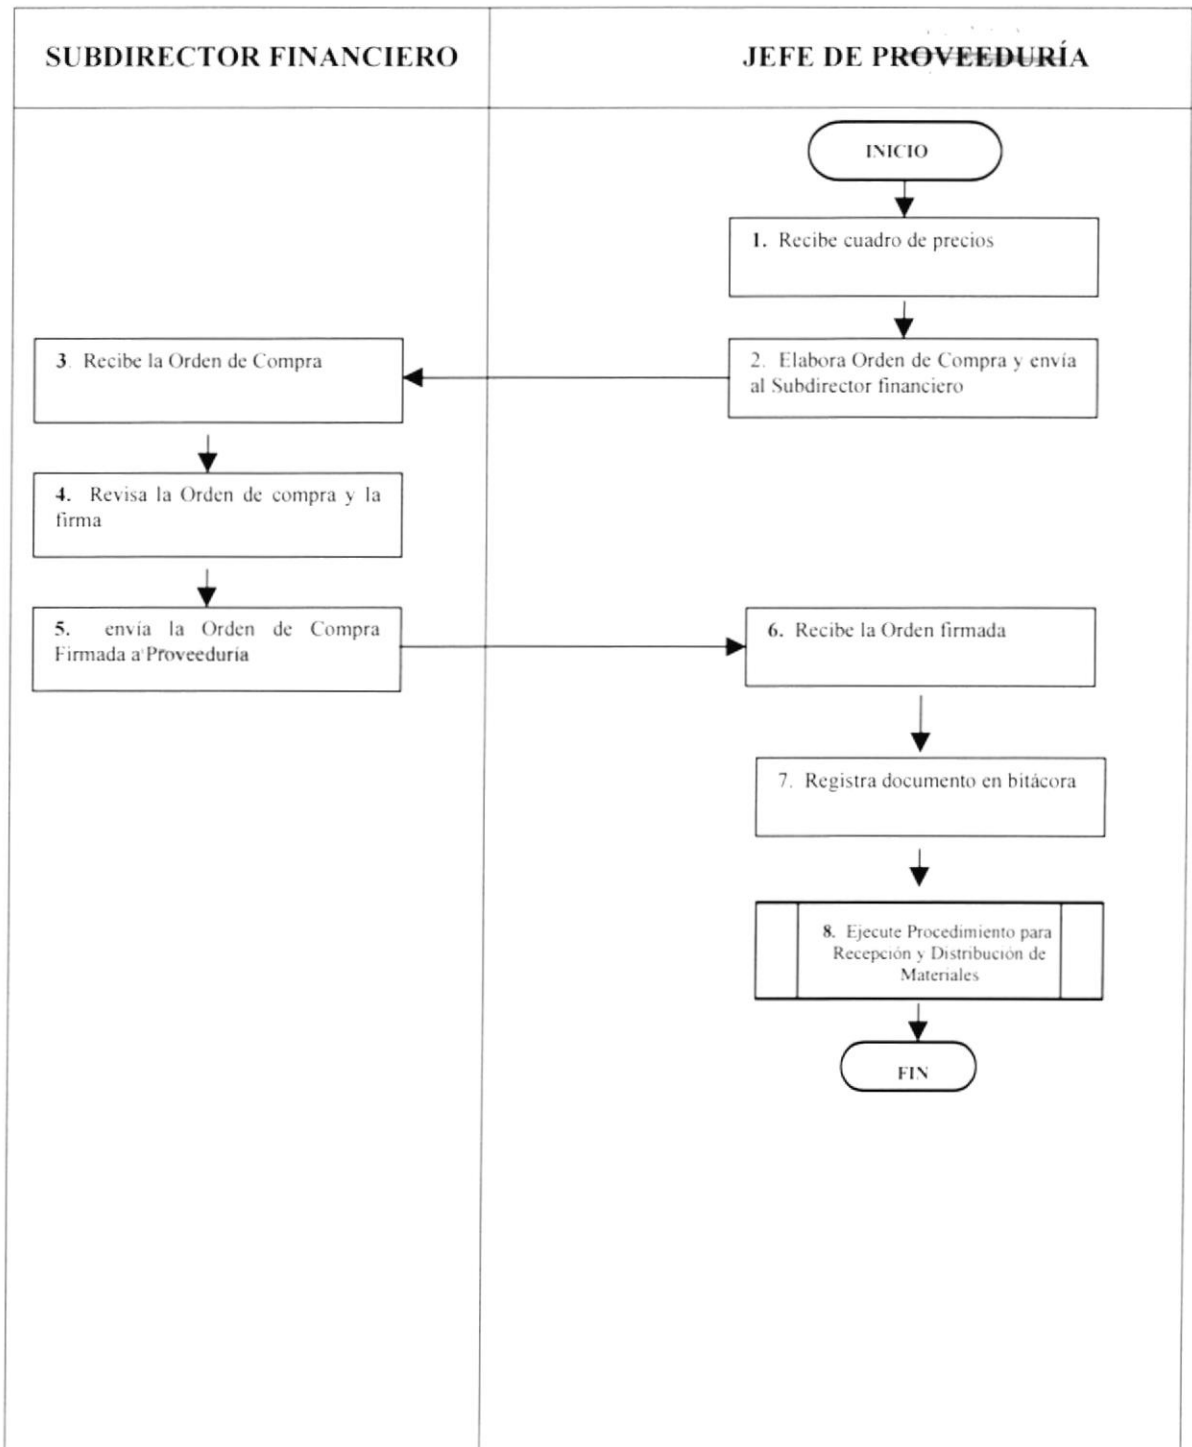 SUBDIRECTOR FINANCIERO
JEFE DE PROVEEDURÍA
INICIO
1. Recibe cuadro de precios
2. Elabora Orden de Compra y envía
al Subdirector financiero
3. Recibe la Orden de Compra
4. Revisa la Orden de compra y la
firma
5. envía la Orden de Compra
Firmada a Proveeduría
6. Recibe la Orden firmada
7. Registra documento en bitácora
8. Ejecute Procedimiento para
Recepción y Distribución de
Materiales
FIN